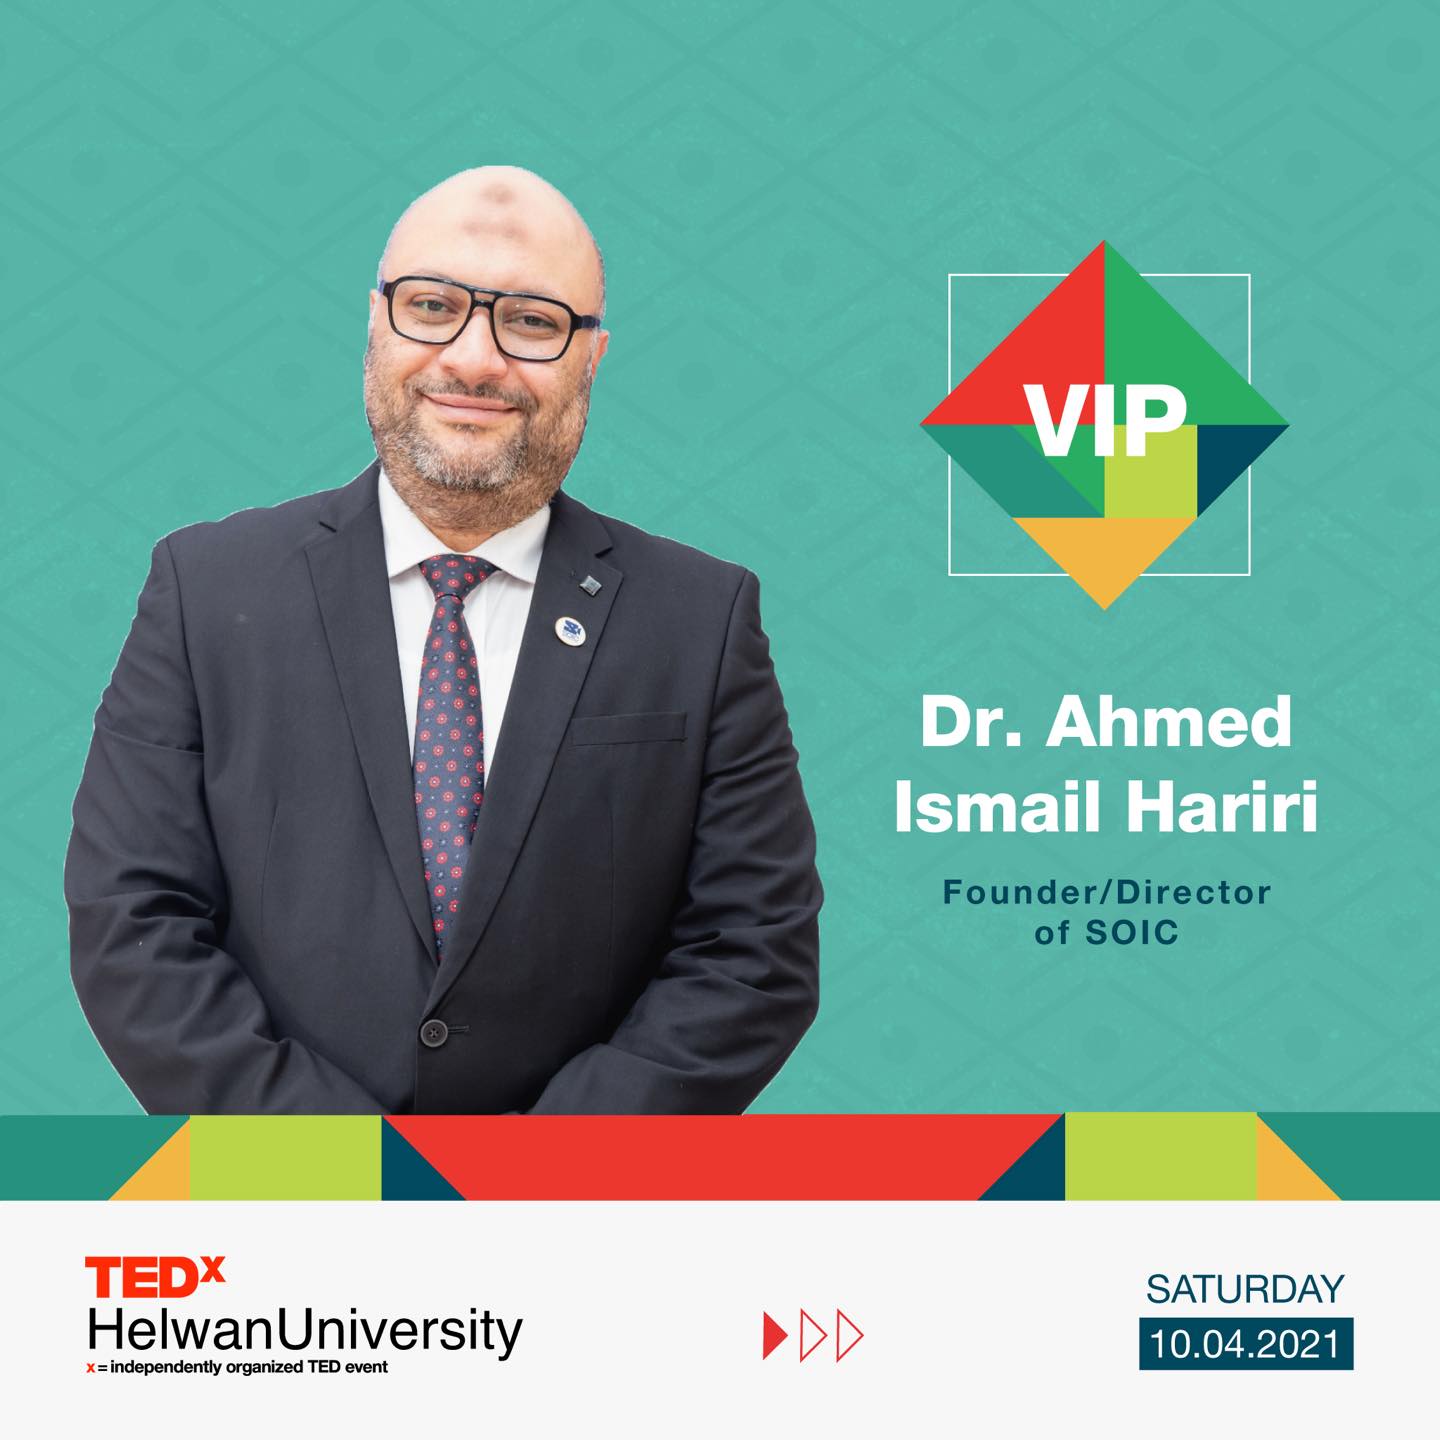 VIP
Dr. Ahmed
Ismail Hariri
Founder/Director
of SOIC
TEDx
HelwanUniversity
x = independently organized TED event
SATURDAY
10.04.2021